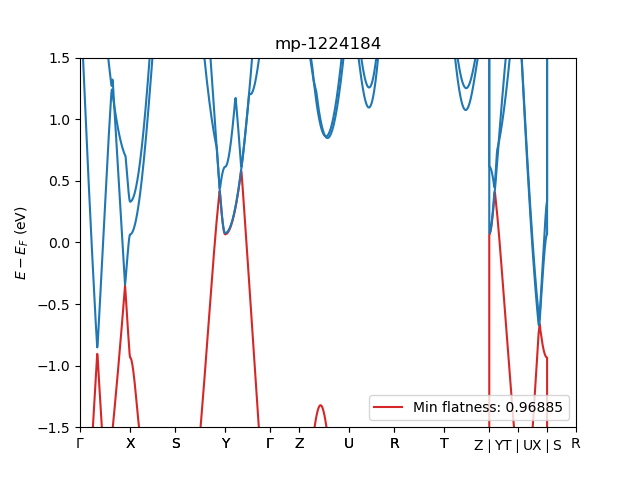 mp-1224184
1.5
1.0
0.5
0.0
−0.5
−1.0
−1.5
E − E_F (eV)
Min flatness: 0.96885
Γ X S Y Γ Z U R T Z | YT | UX | S R